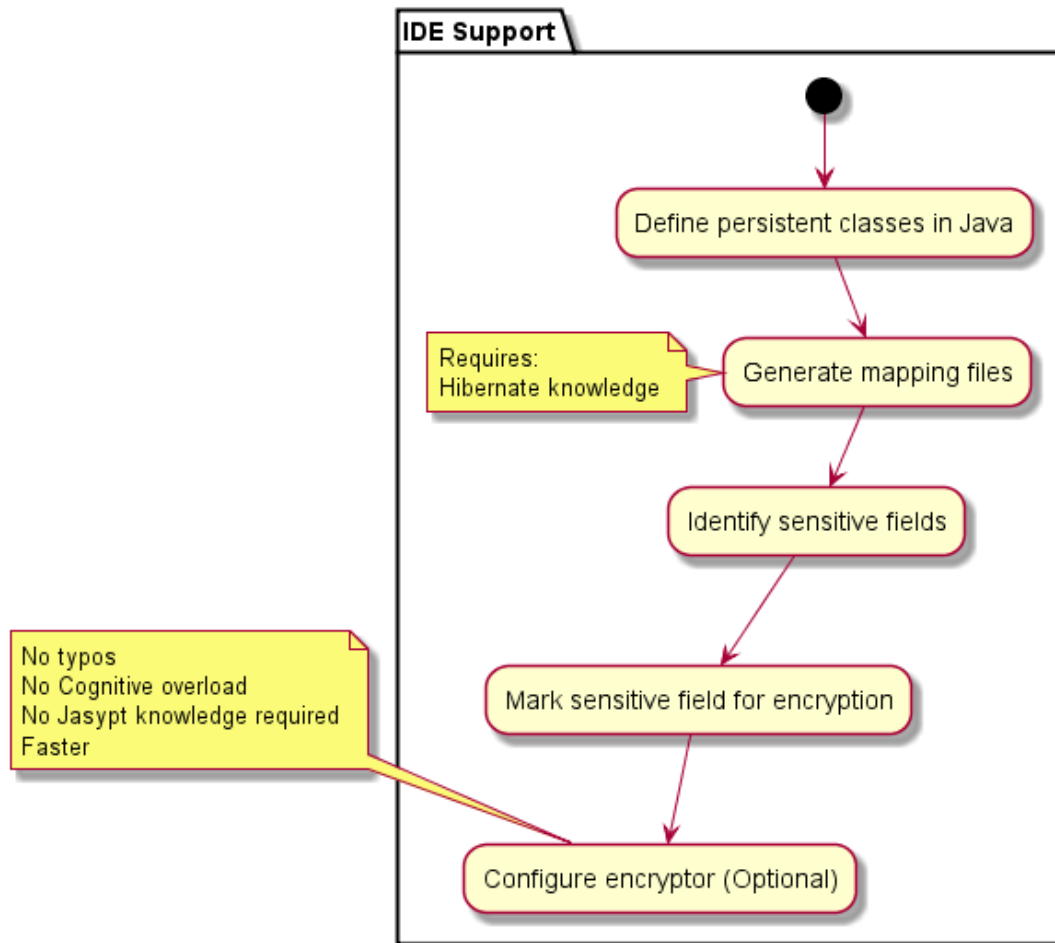 IDE Support
Define persistent classes in Java
Requires:
Hibernate knowledge
Generate mapping files
Identify sensitive fields
No typos
No Cognitive overload
No Jasypt knowledge required
Faster
Mark sensitive field for encryption
Configure encryptor (Optional)